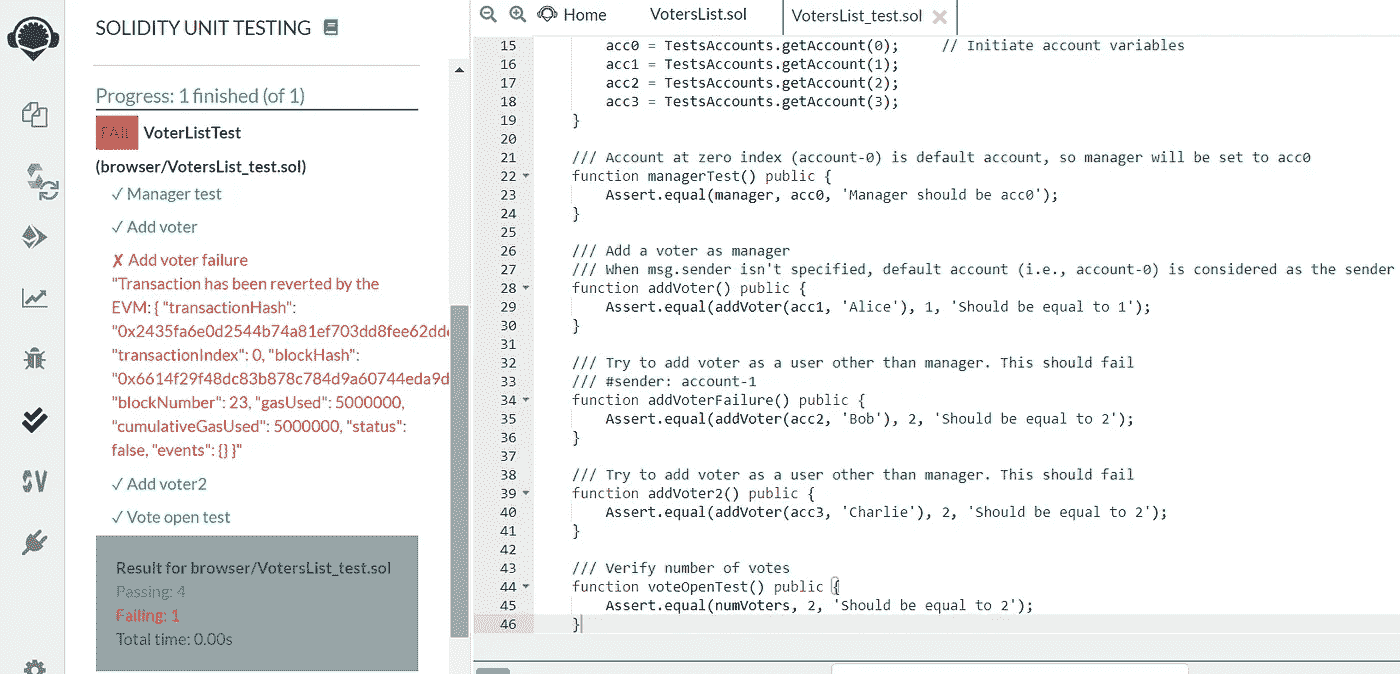 SOLIDITY UNIT TESTING
Progress: 1 finished (of 1)
FAIL VoterListTest
(browser/VotersList_test.sol)
✓ Manager test
✓ Add voter
✗ Add voter failure
"Transaction has been reverted by the
EVM: { "transactionHash":
"0x2435fa6e0d2544b74a81ef703dd8fee62dd
"transactionIndex": 0, "blockHash":
"0x6614f29f48dc83b878c784d9a60744eda9d
"blockNumber": 23, "gasUsed": 5000000,
"cumulativeGasUsed": 5000000, "status":
false, "events": {} }"
✓ Add voter2
✓ Vote open test
Result for browser/VotersList_test.sol
Passing: 4
Failing: 1
Total time: 0.00s
SV
Home VotersList.sol VotersList_test.sol
15 acc0 = TestsAccounts.getAccount(0); // Initiate account variables
16 acc1 = TestsAccounts.getAccount(1);
17 acc2 = TestsAccounts.getAccount(2);
18 acc3 = TestsAccounts.getAccount(3);
19 }
20
21 /// Account at zero index (account-0) is default account, so manager will be set to acc0
22 function managerTest() public {
23 Assert.equal(manager, acc0, 'Manager should be acc0');
24 }
25
26 /// Add a voter as manager
27 /// When msg.sender isn't specified, default account (i.e., account-0) is considered as the sender
28 function addVoter() public {
29 Assert.equal(addVoter(acc1, 'Alice'), 1, 'Should be equal to 1');
30 }
31
32 /// Try to add voter as a user other than manager. This should fail
33 /// #sender: account-1
34 function addVoterFailure() public {
35 Assert.equal(addVoter(acc2, 'Bob'), 2, 'Should be equal to 2');
36 }
37
38 /// Try to add voter as a user other than manager. This should fail
39 function addVoter2() public {
40 Assert.equal(addVoter(acc3, 'Charlie'), 2, 'Should be equal to 2');
41 }
42
43 /// Verify number of votes
44 function voteOpenTest() public {
45 Assert.equal(numVoters, 2, 'Should be equal to 2');
46 }